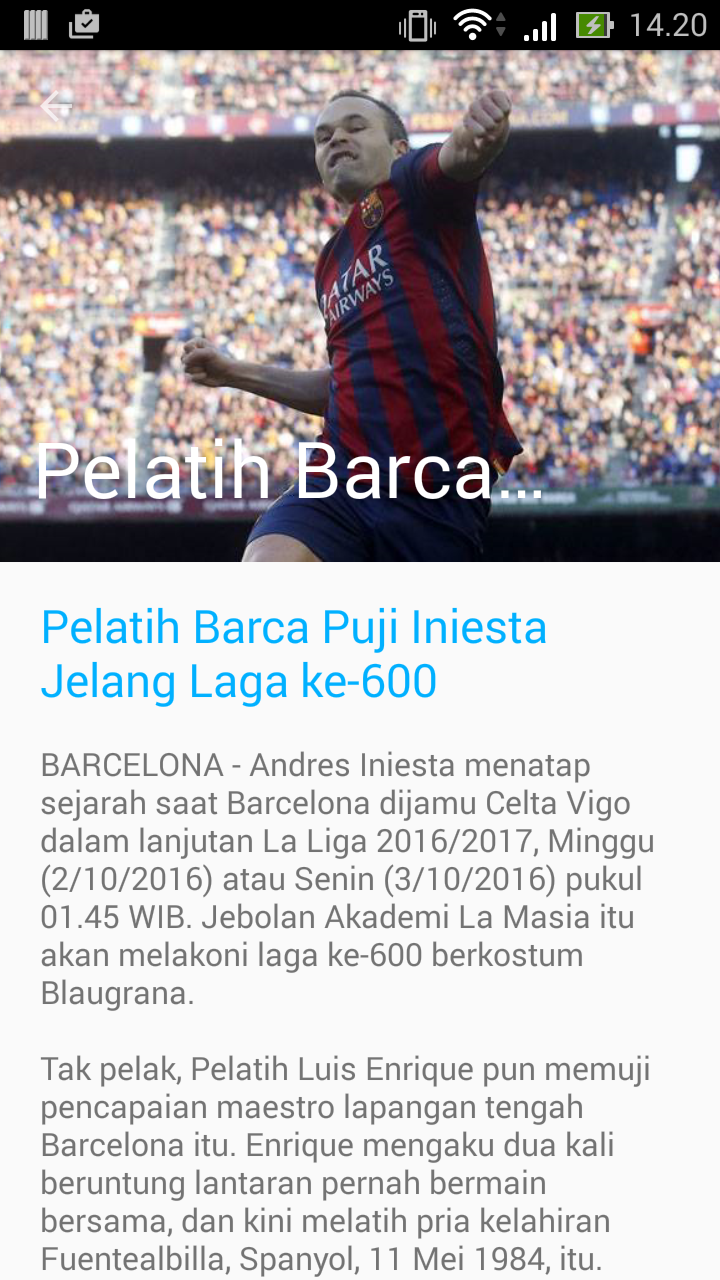 14.20
QATAR
AIRWAYS
Pelatih Barca...
Pelatih Barca Puji Iniesta
Jelang Laga ke-600
BARCELONA - Andres Iniesta menatap
sejarah saat Barcelona dijamu Celta Vigo
dalam lanjutan La Liga 2016/2017, Minggu
(2/10/2016) atau Senin (3/10/2016) pukul
01.45 WIB. Jebolan Akademi La Masia itu
akan melakoni laga ke-600 berkostum
Blaugrana.
Tak pelak, Pelatih Luis Enrique pun memuji
pencapaian maestro lapangan tengah
Barcelona itu. Enrique mengaku dua kali
beruntung lantaran pernah bermain
bersama, dan kini melatih pria kelahiran
Fuentealbilla, Spanyol, 11 Mei 1984, itu.